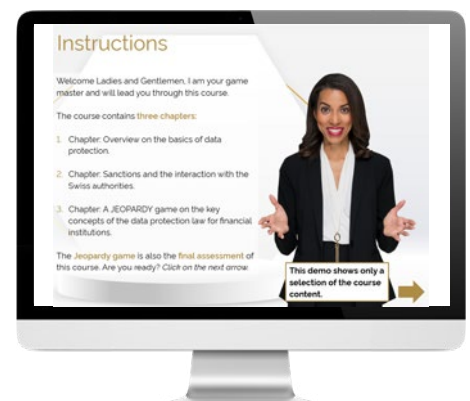 Instructions
Welcome Ladies and Gentlemen, I am your game
master and will lead you through this course.
The course contains three chapters:
1. Chapter: Overview on the basics of data
protection.
2. Chapter: Sanctions and the interaction with the
Swiss authorities.
3. Chapter: A JEOPARDY game on the key
concepts of the data protection law for financial
institutions.
The Jeopardy game is also the final assessment of
this course. Are you ready? Click on the next arrow.
This demo shows only a
selection of the course
content.